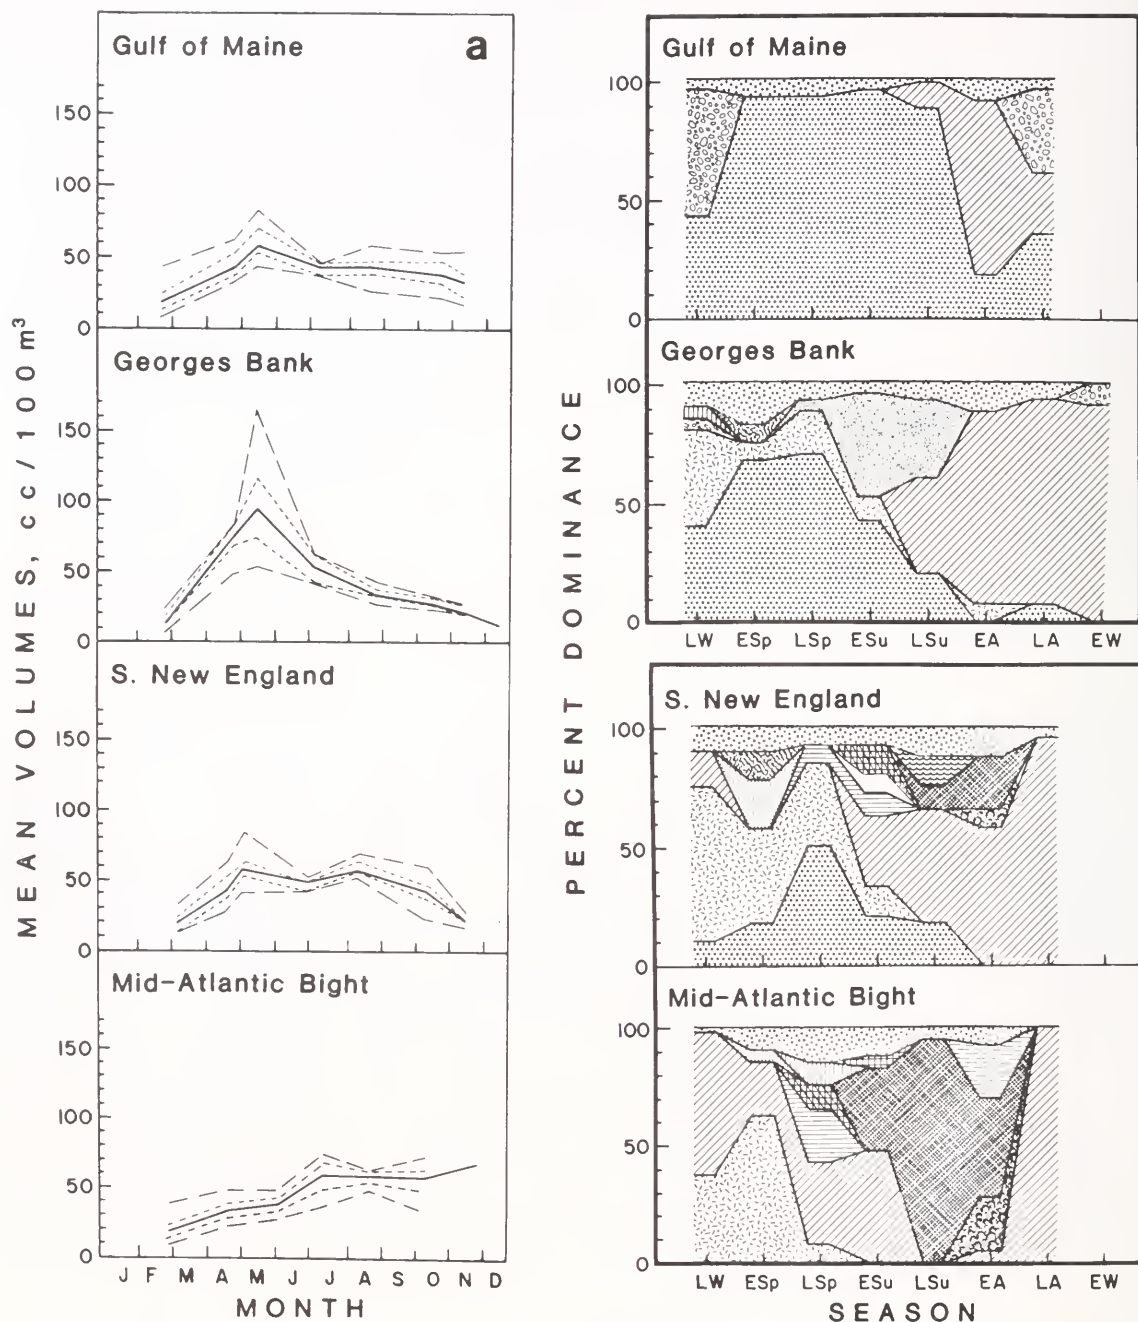 Gulf of Maine
a
150
100
50
0
Georges Bank
150
100
50
0
S. New England
150
100
50
0
Mid-Atlantic Bight
150
100
50
0
J F M A M J J A S O N D
MONTH
MEAN VOLUMES, cc/100m³
Gulf of Maine
100
50
0
Georges Bank
100
50
0
LW ESp LSp ESu LSu EA LA EW
S. New England
100
50
0
Mid-Atlantic Bight
100
50
0
LW ESp LSp ESu LSu EA LA EW
SEASON
PERCENT DOMINANCE